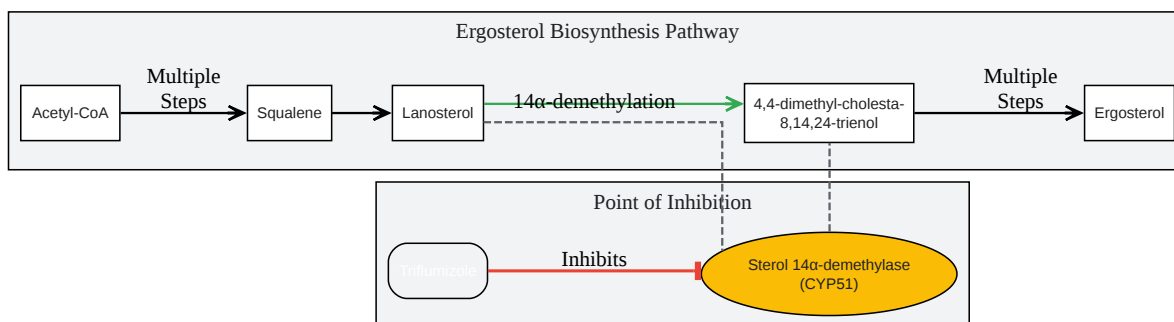 Ergosterol Biosynthesis Pathway
Acetyl-CoA
Multiple
Steps
Squalene
Lanosterol
14α-demethylation
4,4-dimethyl-cholesta-
8,14,24-trienol
Multiple
Steps
Ergosterol
Point of Inhibition
Triflumizole
Inhibits
Sterol 14α-demethylase
(CYP51)